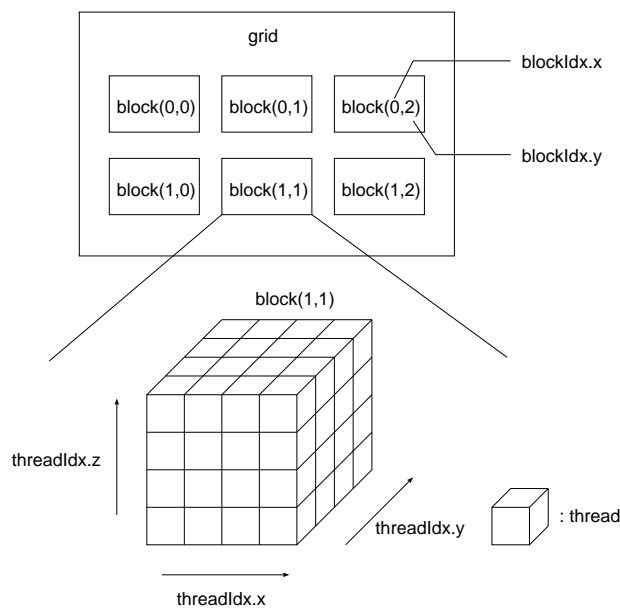 grid
blockIdx.x
block(0,0)
block(0,1)
block(0,2)
blockIdx.y
block(1,0)
block(1,1)
block(1,2)
block(1,1)
threadIdx.z
threadIdx.y
: thread
threadIdx.x